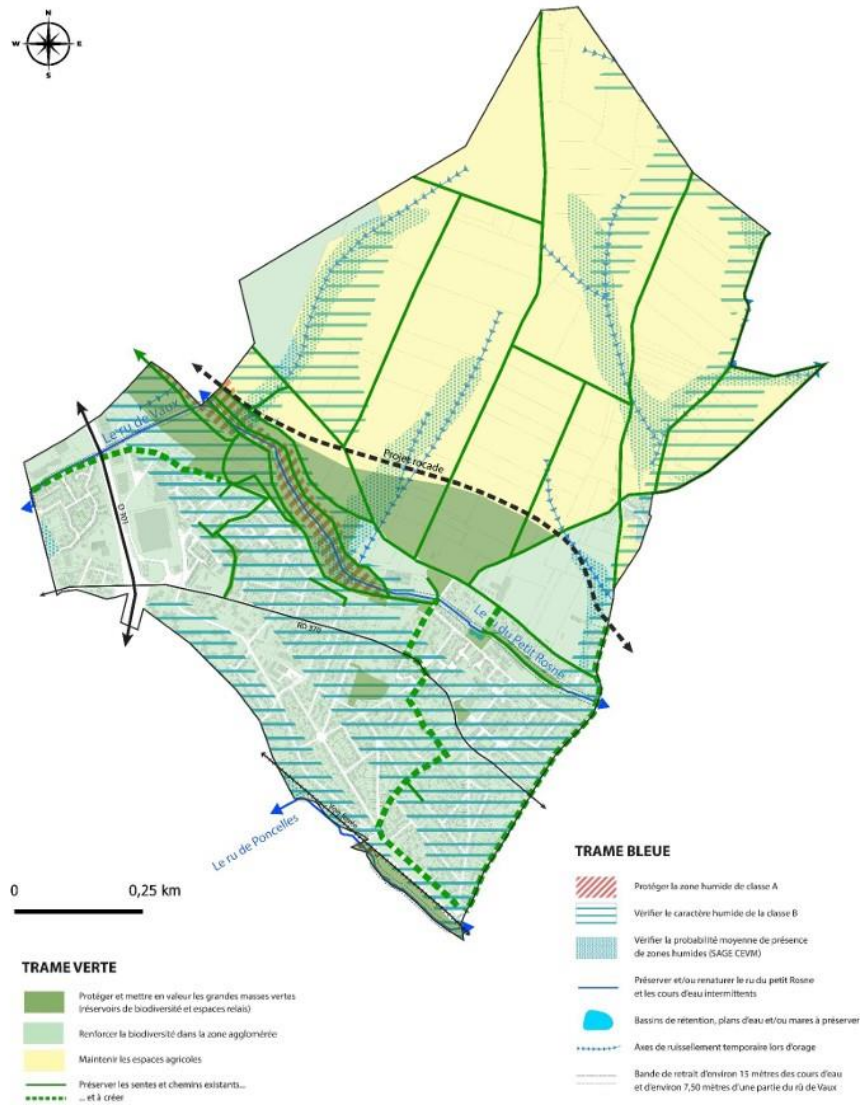 N
W
E
S
Le ru de Vaux
Projet rocade
RD 370
Le ru du Petit Rosne
Le ru de Poncelles
0
0,25 km
TRAME VERTE
Protéger et mettre en valeur les grandes masses vertes
(réservoirs de biodiversité et espaces relais)
Renforcer la biodiversité dans la zone agglomérée
Maintenir les espaces agricoles
Préserver les sentes et chemins existants...
... et à créer
TRAME BLEUE
Protéger la zone humide de classe A
Vérifier le caractère humide de la classe B
Vérifier la probabilité moyenne de présence
de zones humides (SAGE CEVM)
Préserver et/ou renaturer le ru du petit Rosne
et les cours d'eau intermittents
Bassins de rétention, plans d'eau et/ou mares à préserver
Axes de ruissellement temporaire lors d'orage
Bande de retrait d'environ 15 mètres des cours d'eau
et d'environ 7,50 mètres d'une partie du rû de Vaux